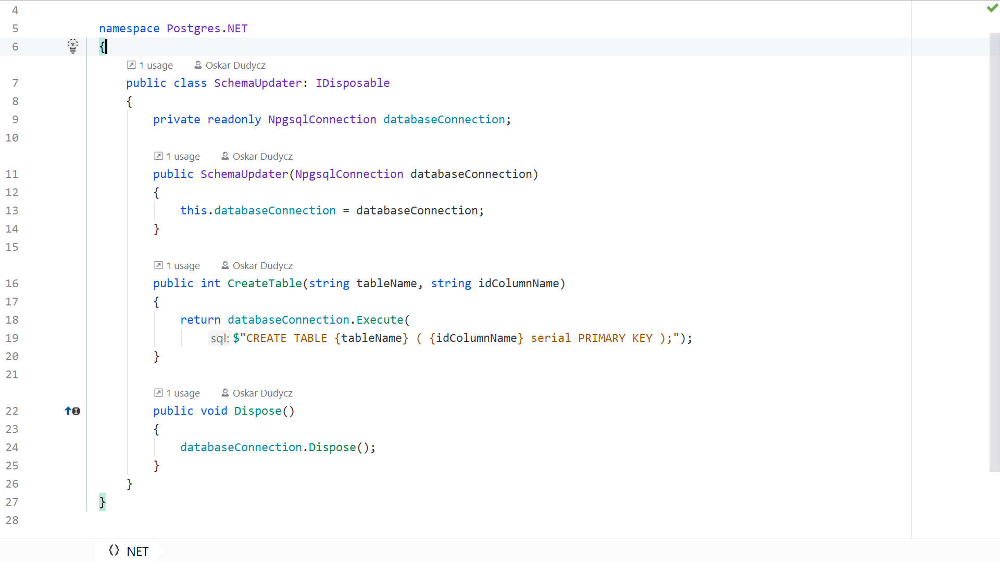 4
5 namespace Postgres.NET
6 {
1 usage Oskar Dudycz
7 public class SchemaUpdater: IDisposable
8 {
9 private readonly NpgsqlConnection databaseConnection;
10
1 usage Oskar Dudycz
11 public SchemaUpdater(NpgsqlConnection databaseConnection)
12 {
13 this.databaseConnection = databaseConnection;
14 }
15
1 usage Oskar Dudycz
16 public int CreateTable(string tableName, string idColumnName)
17 {
18 return databaseConnection.Execute(
19 sql: $"CREATE TABLE {tableName} ( {idColumnName} serial PRIMARY KEY );");
20 }
21
1 usage Oskar Dudycz
22 public void Dispose()
23 {
24 databaseConnection.Dispose();
25 }
26 }
27 }
28
NET